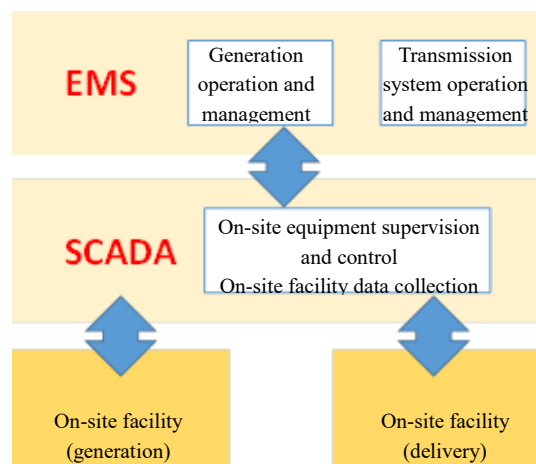 EMS
Generation
operation and
management
Transmission
system operation
and management
SCADA
On-site equipment supervision
and control
On-site facility data collection
On-site facility
(generation)
On-site facility
(delivery)